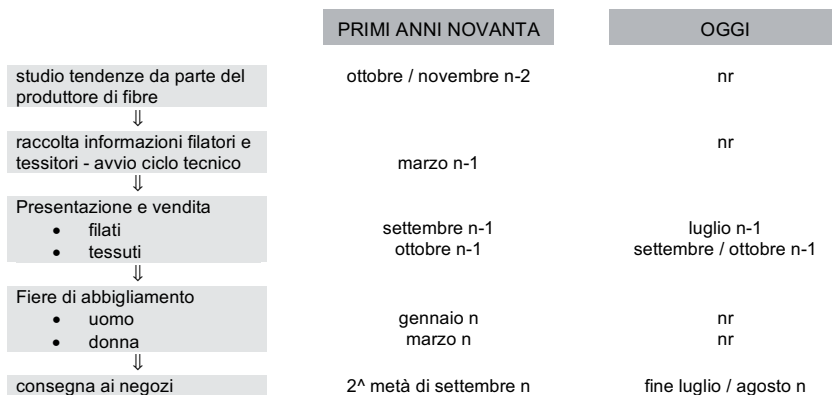 PRIMI ANNI NOVANTA OGGI
studio tendenze da parte del
produttore di fibre
ottobre / novembre n-2 nr
⇓
raccolta informazioni filatori e
tessitori - avvio ciclo tecnico
marzo n-1 nr
⇓
Presentazione e vendita
• filati settembre n-1 luglio n-1
• tessuti ottobre n-1 settembre / ottobre n-1
⇓
Fiere di abbigliamento
• uomo gennaio n nr
• donna marzo n nr
⇓
consegna ai negozi 2^ metà di settembre n fine luglio / agosto n